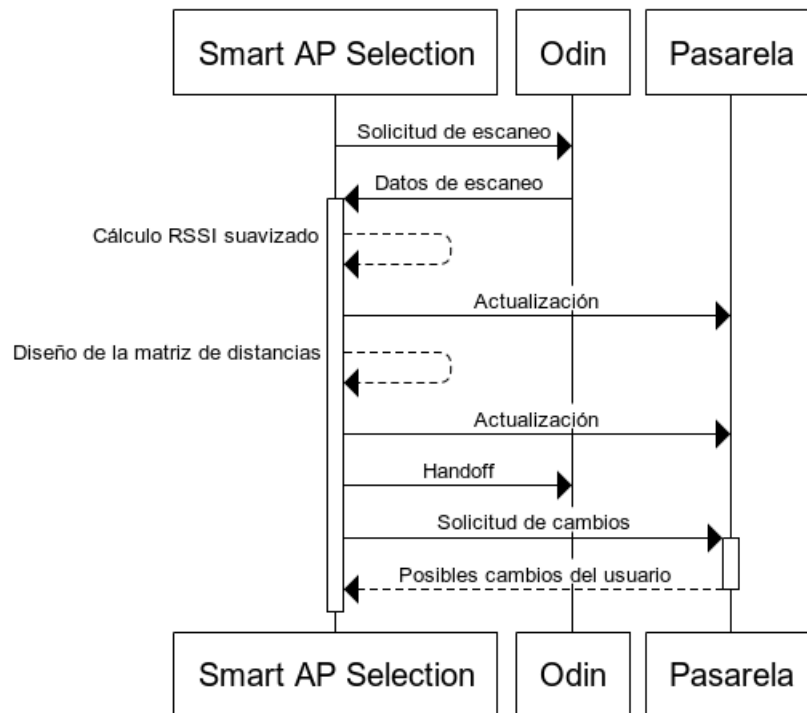 Smart AP Selection
Odin
Pasarela
Solicitud de escaneo
Datos de escaneo
Cálculo RSSI suavizado
Actualización
Diseño de la matriz de distancias
Actualización
Handoff
Solicitud de cambios
Posibles cambios del usuario
Smart AP Selection
Odin
Pasarela